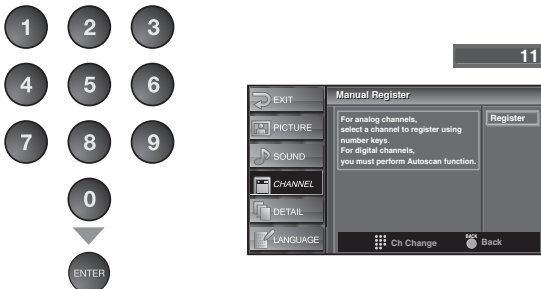 1 2 3
4 5 6
7 8 9
0
ENTER
11
EXIT
PICTURE
SOUND
CHANNEL
DETAIL
LANGUAGE
Manual Register
For analog channels,
select a channel to register using
number keys.
For digital channels,
you must perform Autoscan function.
Register
Ch Change
BACK
Back